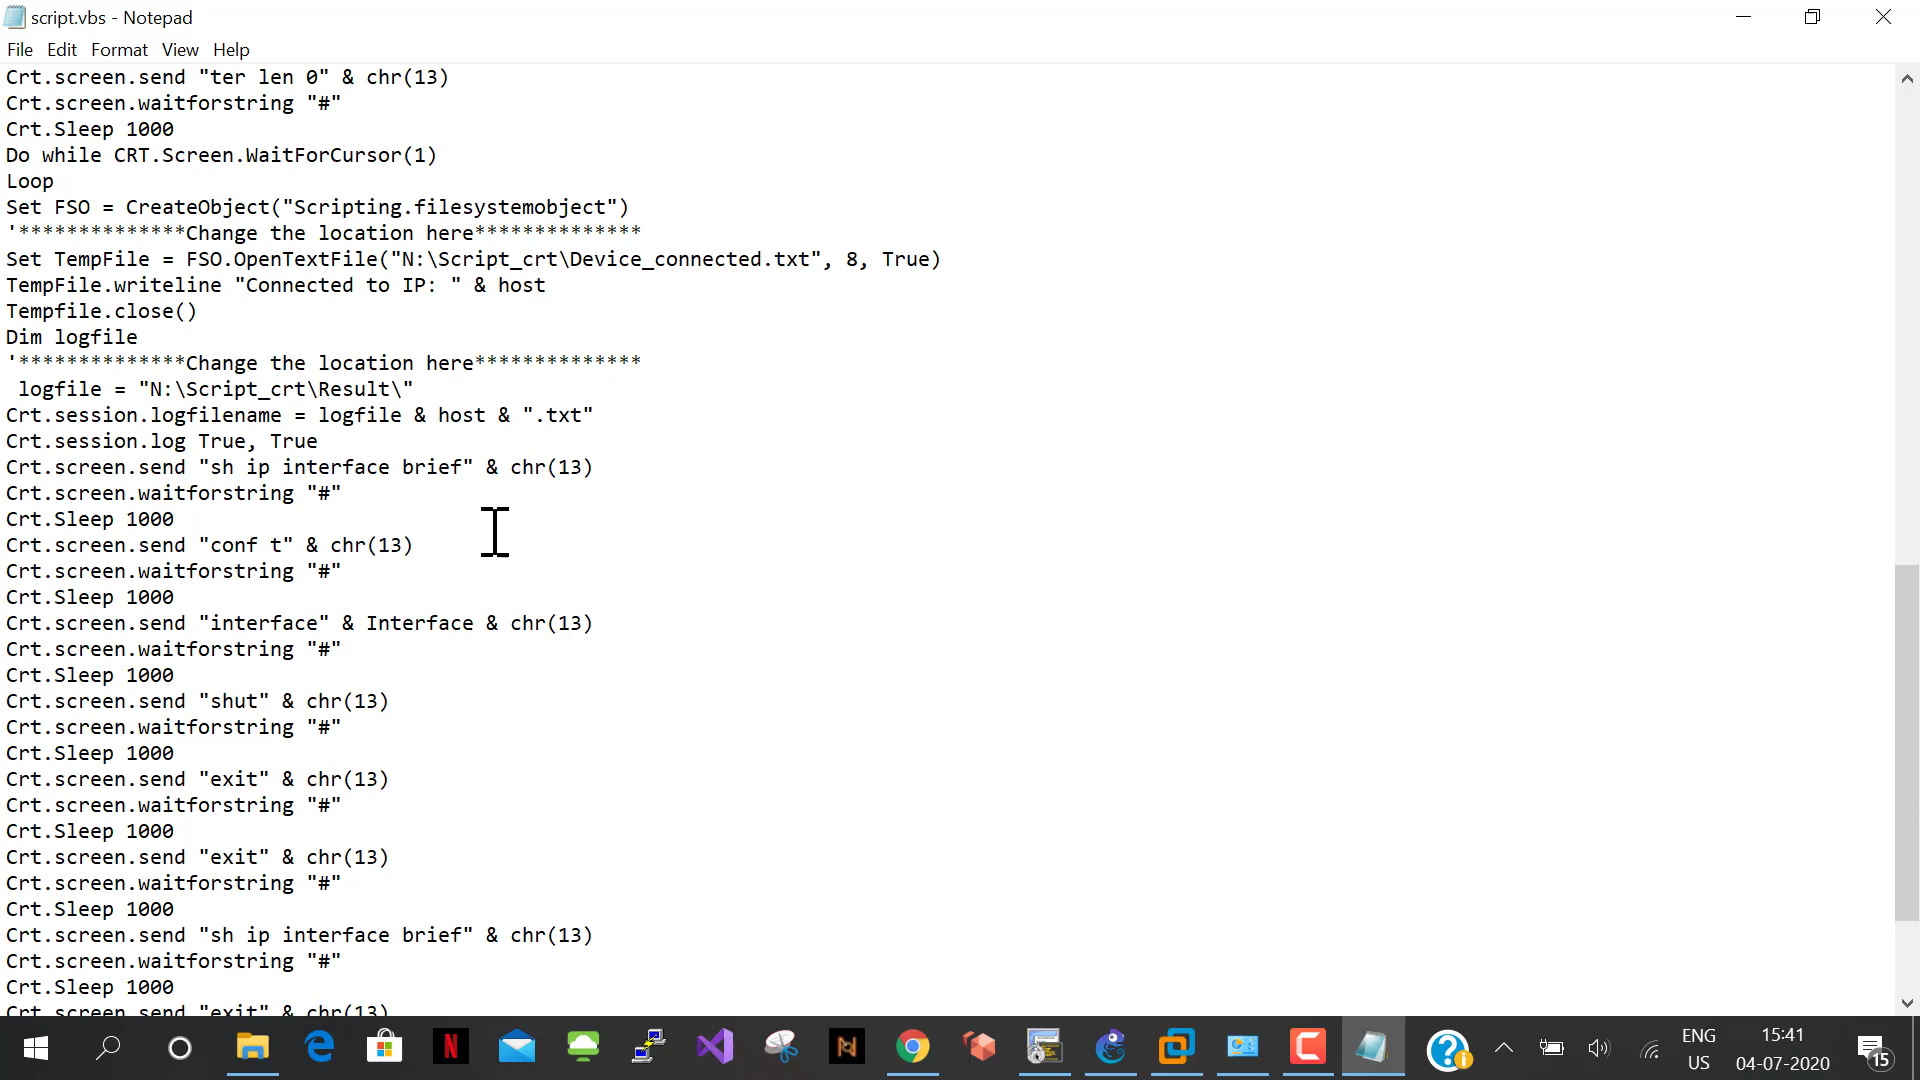 script.vbs - Notepad
File Edit Format View Help
Crt.screen.send "ter len 0" & chr(13)
Crt.screen.waitforstring "#"
Crt.Sleep 1000
Do while CRT.Screen.WaitForCursor(1)
Loop
Set FSO = CreateObject("Scripting.filesystemobject")
'**************Change the location here**************
Set TempFile = FSO.OpenTextFile("N:\Script_crt\Device_connected.txt", 8, True)
TempFile.writeline "Connected to IP: " & host
Tempfile.close()
Dim logfile
'**************Change the location here**************
 logfile = "N:\Script_crt\Result\"
Crt.session.logfilename = logfile & host & ".txt"
Crt.session.log True, True
Crt.screen.send "sh ip interface brief" & chr(13)
Crt.screen.waitforstring "#"
Crt.Sleep 1000
Crt.screen.send "conf t" & chr(13)
Crt.screen.waitforstring "#"
Crt.Sleep 1000
Crt.screen.send "interface" & Interface & chr(13)
Crt.screen.waitforstring "#"
Crt.Sleep 1000
Crt.screen.send "shut" & chr(13)
Crt.screen.waitforstring "#"
Crt.Sleep 1000
Crt.screen.send "exit" & chr(13)
Crt.screen.waitforstring "#"
Crt.Sleep 1000
Crt.screen.send "exit" & chr(13)
Crt.screen.waitforstring "#"
Crt.Sleep 1000
Crt.screen.send "sh ip interface brief" & chr(13)
Crt.screen.waitforstring "#"
Crt.Sleep 1000
Crt.screen.send "exit" & chr(13)
ENG
US
15:41
04-07-2020
15